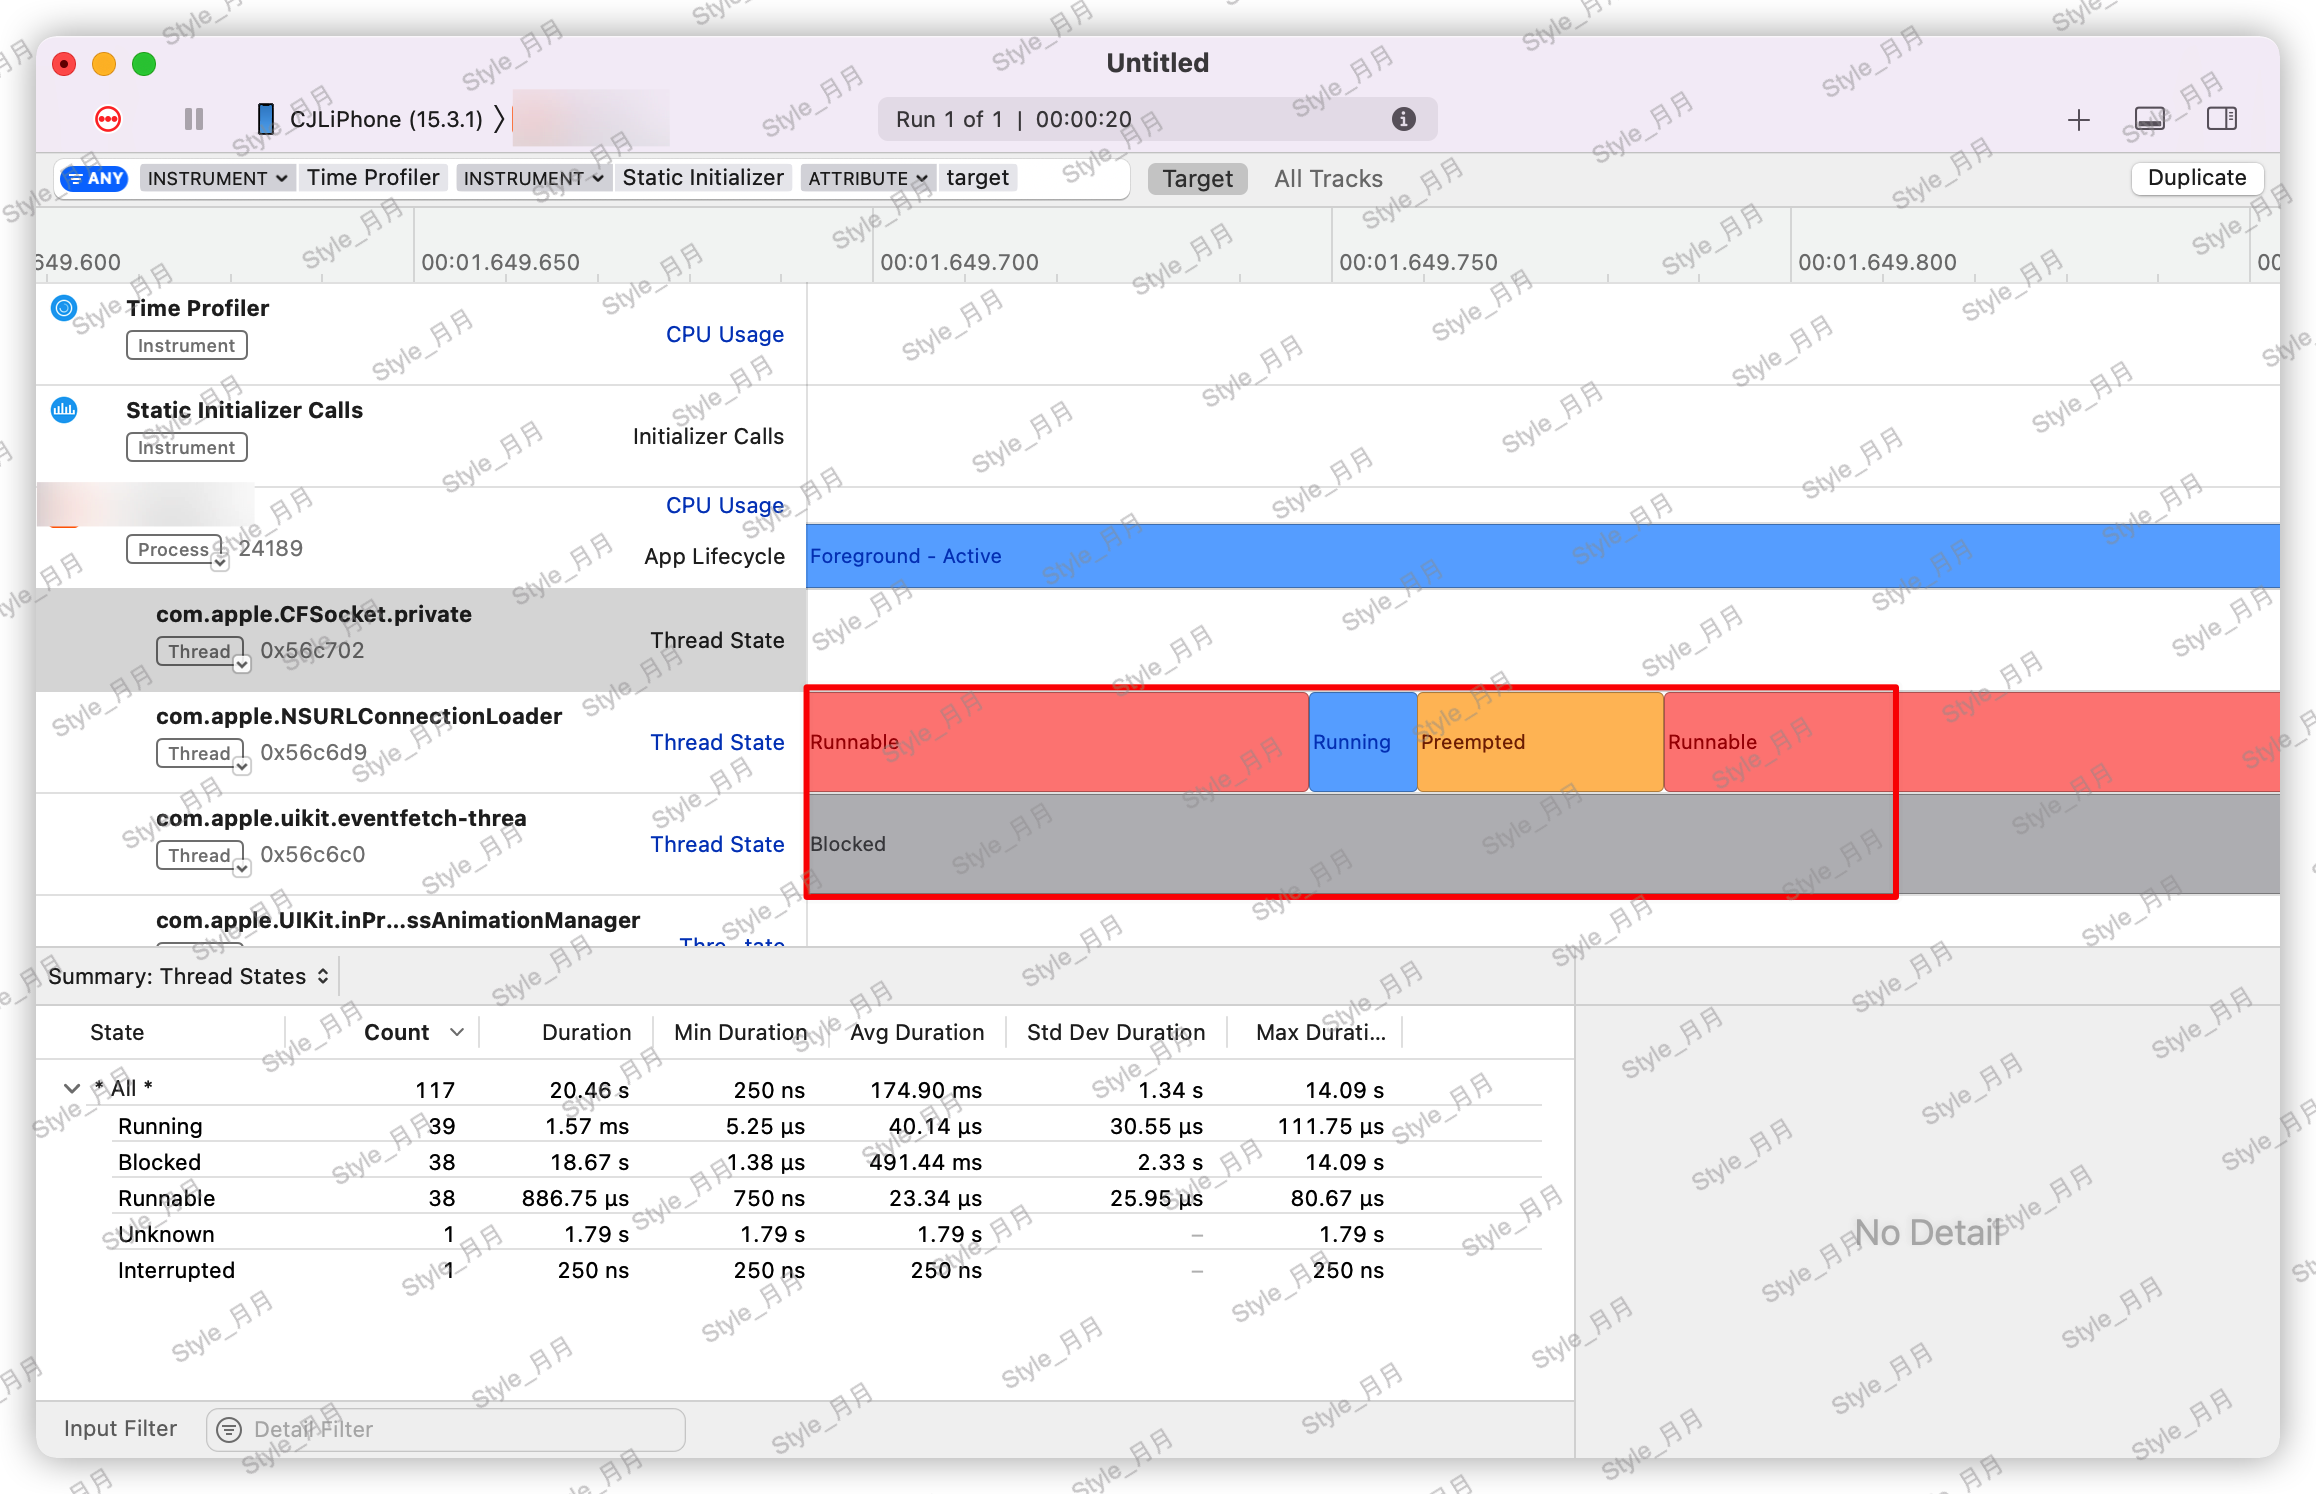 Untitled
CJLiPhone (15.3.1)
Run 1 of 1 | 00:00:20
ANY INSTRUMENT Time Profiler INSTRUMENT Static Initializer ATTRIBUTE target Target All Tracks Duplicate
649.600 00:01.649.650 00:01.649.700 00:01.649.750 00:01.649.800 00
Time Profiler
Instrument
CPU Usage
Static Initializer Calls
Instrument
Initializer Calls
CPU Usage
Process 24189
App Lifecycle
Foreground - Active
com.apple.CFSocket.private
Thread 0x56c702
Thread State
com.apple.NSURLConnectionLoader
Thread 0x56c6d9
Thread State
Runnable Running Preempted Runnable
com.apple.uikit.eventfetch-threa
Thread 0x56c6c0
Thread State
Blocked
com.apple.UIKit.inPr...ssAnimationManager
Summary: Thread States
State Count Duration Min Duration Avg Duration Std Dev Duration Max Durati...
* All * 117 20.46 s 250 ns 174.90 ms 1.34 s 14.09 s
Running 39 1.57 ms 5.25 µs 40.14 µs 30.55 µs 111.75 µs
Blocked 38 18.67 s 1.38 µs 491.44 ms 2.33 s 14.09 s
Runnable 38 886.75 µs 750 ns 23.34 µs 25.95 µs 80.67 µs
Unknown 1 1.79 s 1.79 s 1.79 s – 1.79 s
Interrupted 1 250 ns 250 ns 250 ns – 250 ns
No Detail
Input Filter Detail Filter
Style_月月